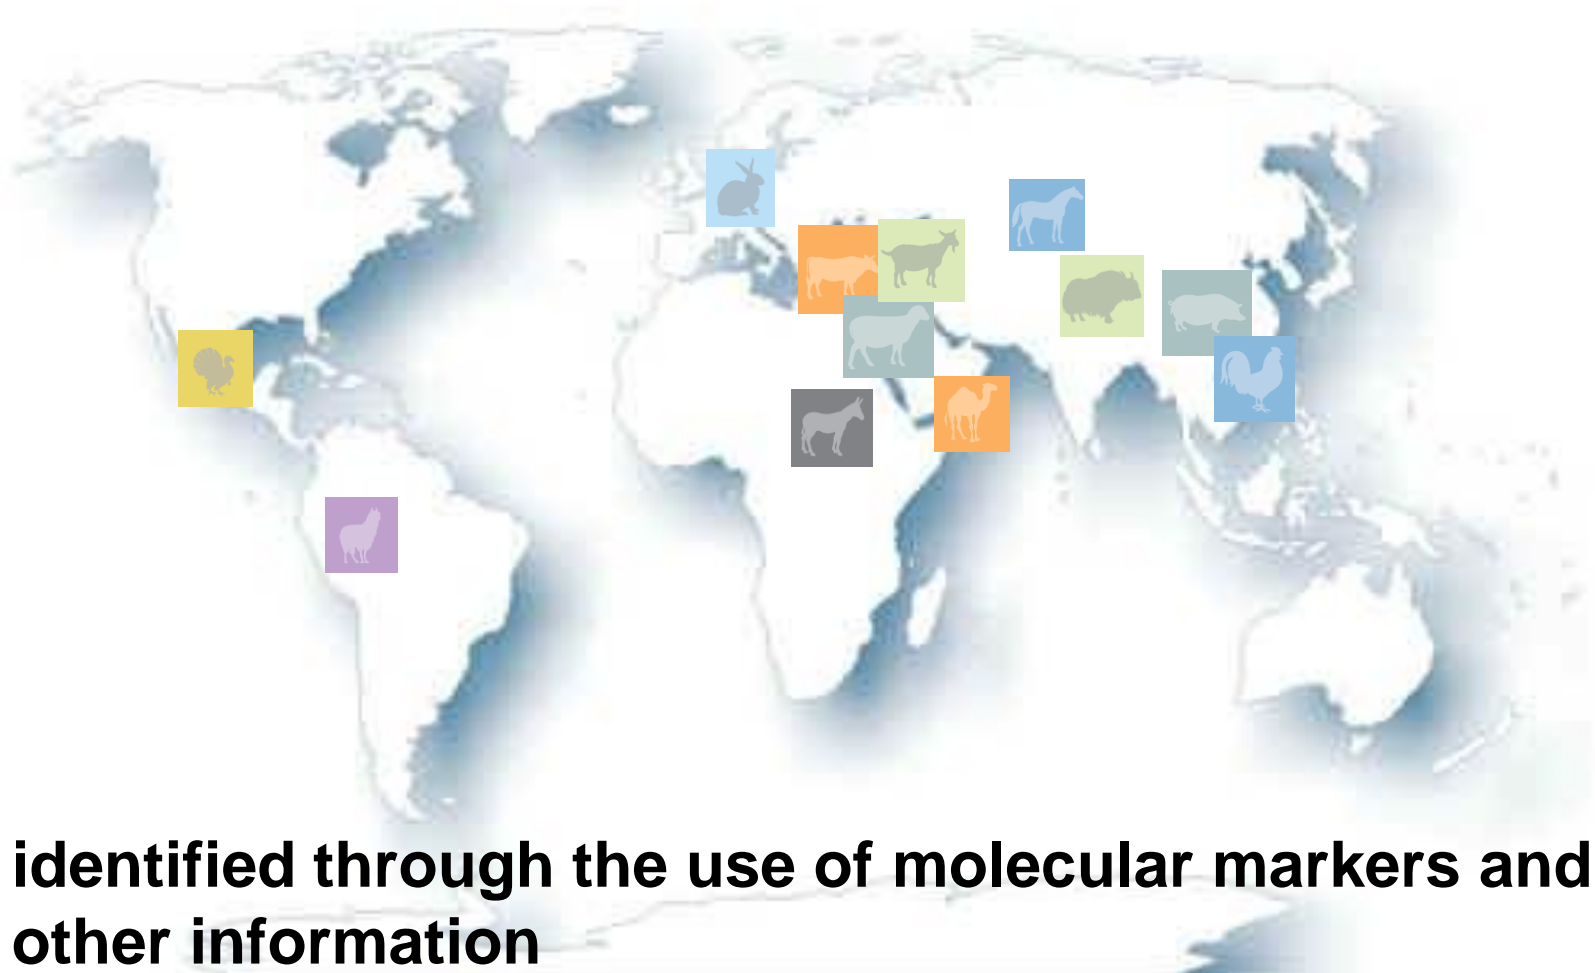 identified through the use of molecular markers and
other information